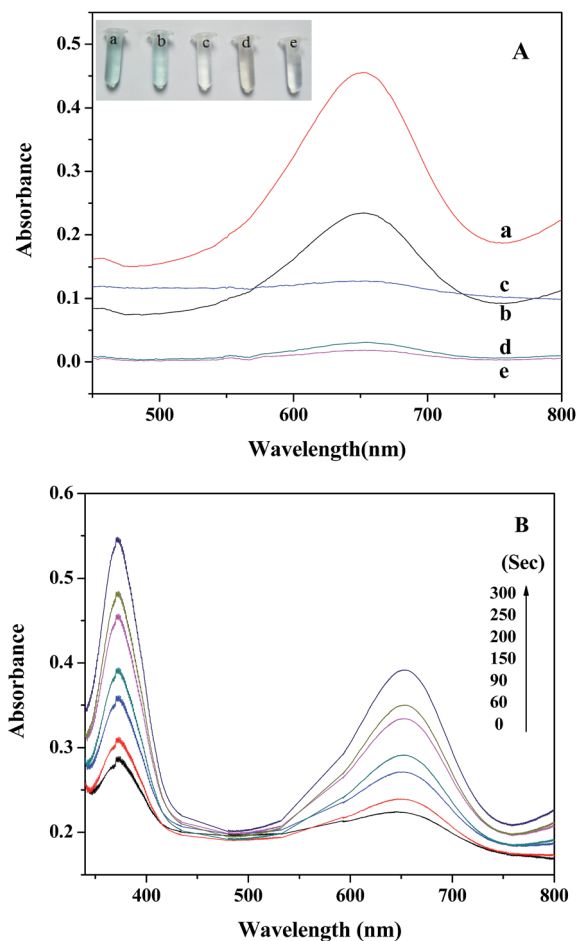 a b c d e
A
0.5
0.4
0.3
0.2
0.1
0.0
Absorbance
a
c
b
d
e
500 600 700 800
Wavelength(nm)
B
(Sec)
300
250
200
150
90
60
0
0.6
0.5
0.4
0.3
0.2
Absorbance
400 500 600 700 800
Wavelength (nm)